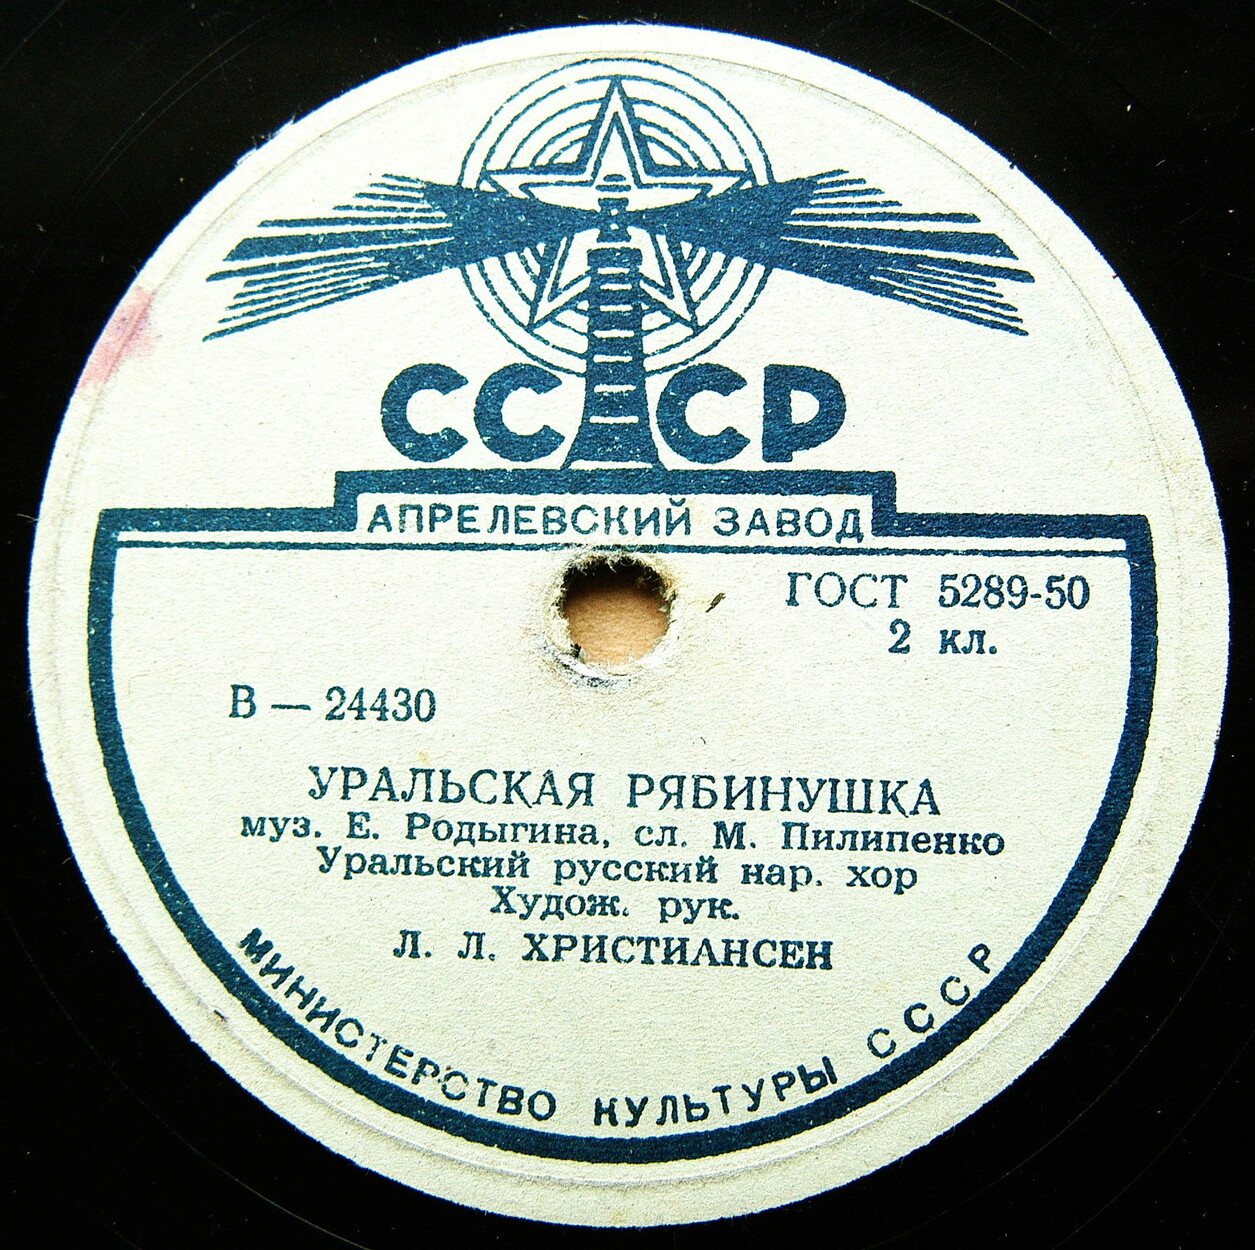 СССР
АПРЕЛЕВСКИЙ ЗАВОД
ГОСТ 5289-50
2 кл.
В — 24430
УРАЛЬСКАЯ РЯБИНУШКА
муз. Е. Родыгина, сл. М. Пилипенко
Уральский русский нар. хор
Худож. рук.
Л. Л. ХРИСТИАНСЕН
МИНИСТЕРСТВО КУЛЬТУРЫ СССР